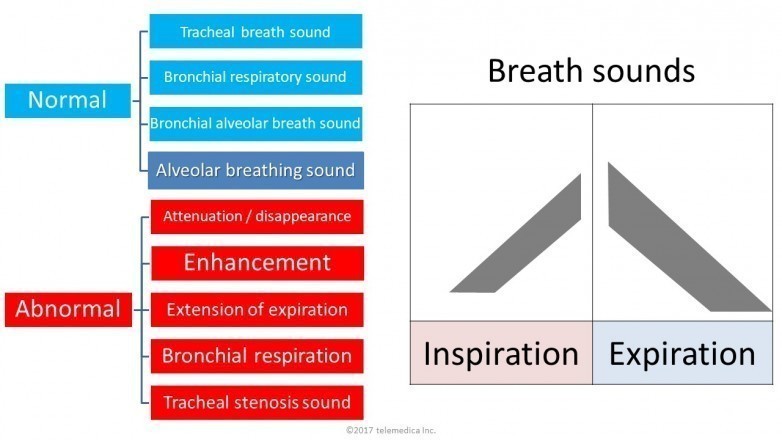 Normal
Tracheal breath sound
Bronchial respiratory sound
Bronchial alveolar breath sound
Alveolar breathing sound
Abnormal
Attenuation / disappearance
Enhancement
Extension of expiration
Bronchial respiration
Tracheal stenosis sound
Breath sounds
Inspiration
Expiration
©2017 telemedica Inc.